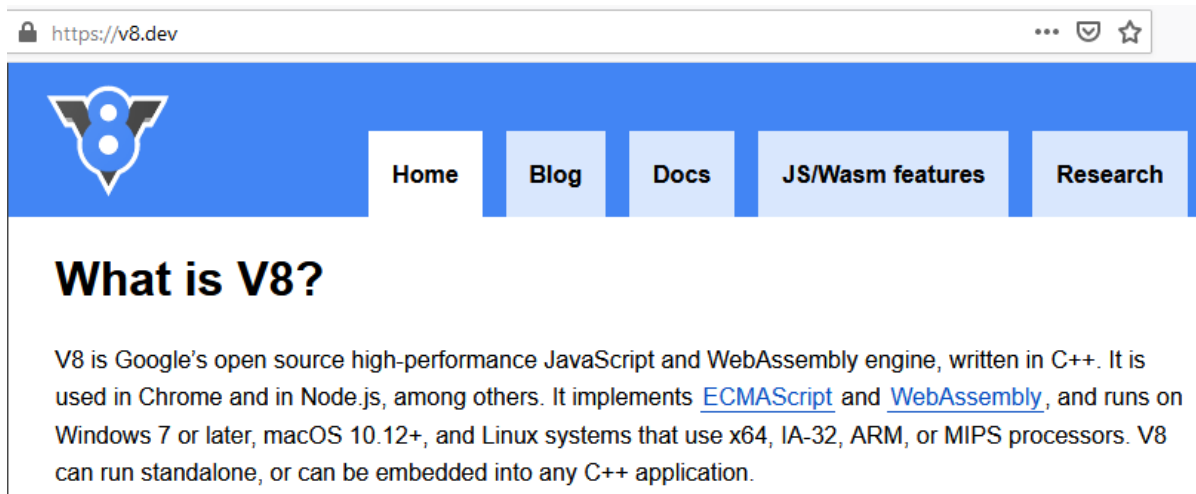 https://v8.dev
Home Blog Docs JS/Wasm features Research
What is V8?
V8 is Google’s open source high-performance JavaScript and WebAssembly engine, written in C++. It is
used in Chrome and in Node.js, among others. It implements ECMAScript and WebAssembly, and runs on
Windows 7 or later, macOS 10.12+, and Linux systems that use x64, IA-32, ARM, or MIPS processors. V8
can run standalone, or can be embedded into any C++ application.